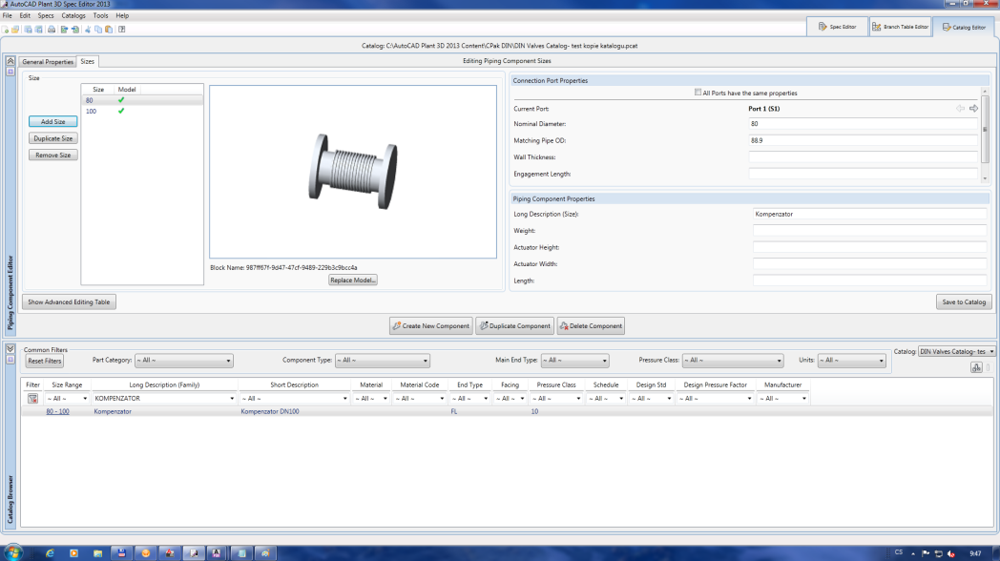 AutoCAD Plant 3D Spec Editor 2013
File Edit Specs Catalogs Tools Help
Spec Editor Branch Table Editor Catalog Editor
Catalog: C:\AutoCAD Plant 3D 2013 Content\CPak DIN\DIN Valves Catalog- test kopie katalogu.pcat
General Properties Sizes Editing Piping Component Sizes
Size
Size Model
80
100
Add Size
Duplicate Size
Remove Size
Block Name: 987ff67f-9d47-47cf-9489-229b3c9bcc4a
Replace Model...
Connection Port Properties
All Ports have the same properties
Current Port: Port 1 (S1)
Nominal Diameter: 80
Matching Pipe OD: 88.9
Wall Thickness:
Engagement Length:
Piping Component Properties
Long Description (Size): Kompenzator
Weight:
Actuator Height:
Actuator Width:
Length:
Piping Component Editor
Show Advanced Editing Table Save to Catalog
Create New Component Duplicate Component Delete Component
Common Filters
Reset Filters Part Category: ~ All ~ Component Type: ~ All ~ Main End Type: ~ All ~ Pressure Class: ~ All ~ Units: ~ All ~
Catalog: DIN Valves Catalog- tes
Filter Size Range Long Description (Family) Short Description Material Material Code End Type Facing Pressure Class Schedule Design Std Design Pressure Factor Manufacturer
~ All ~ KOMPENZATOR ~ All ~ ~ All ~ ~ All ~ ~ All ~ ~ All ~ ~ All ~ ~ All ~ ~ All ~ ~ All ~ ~ All ~
80 - 100 Kompenzator Kompenzator DN100 FL 10
Catalog Browser
CS 9:47